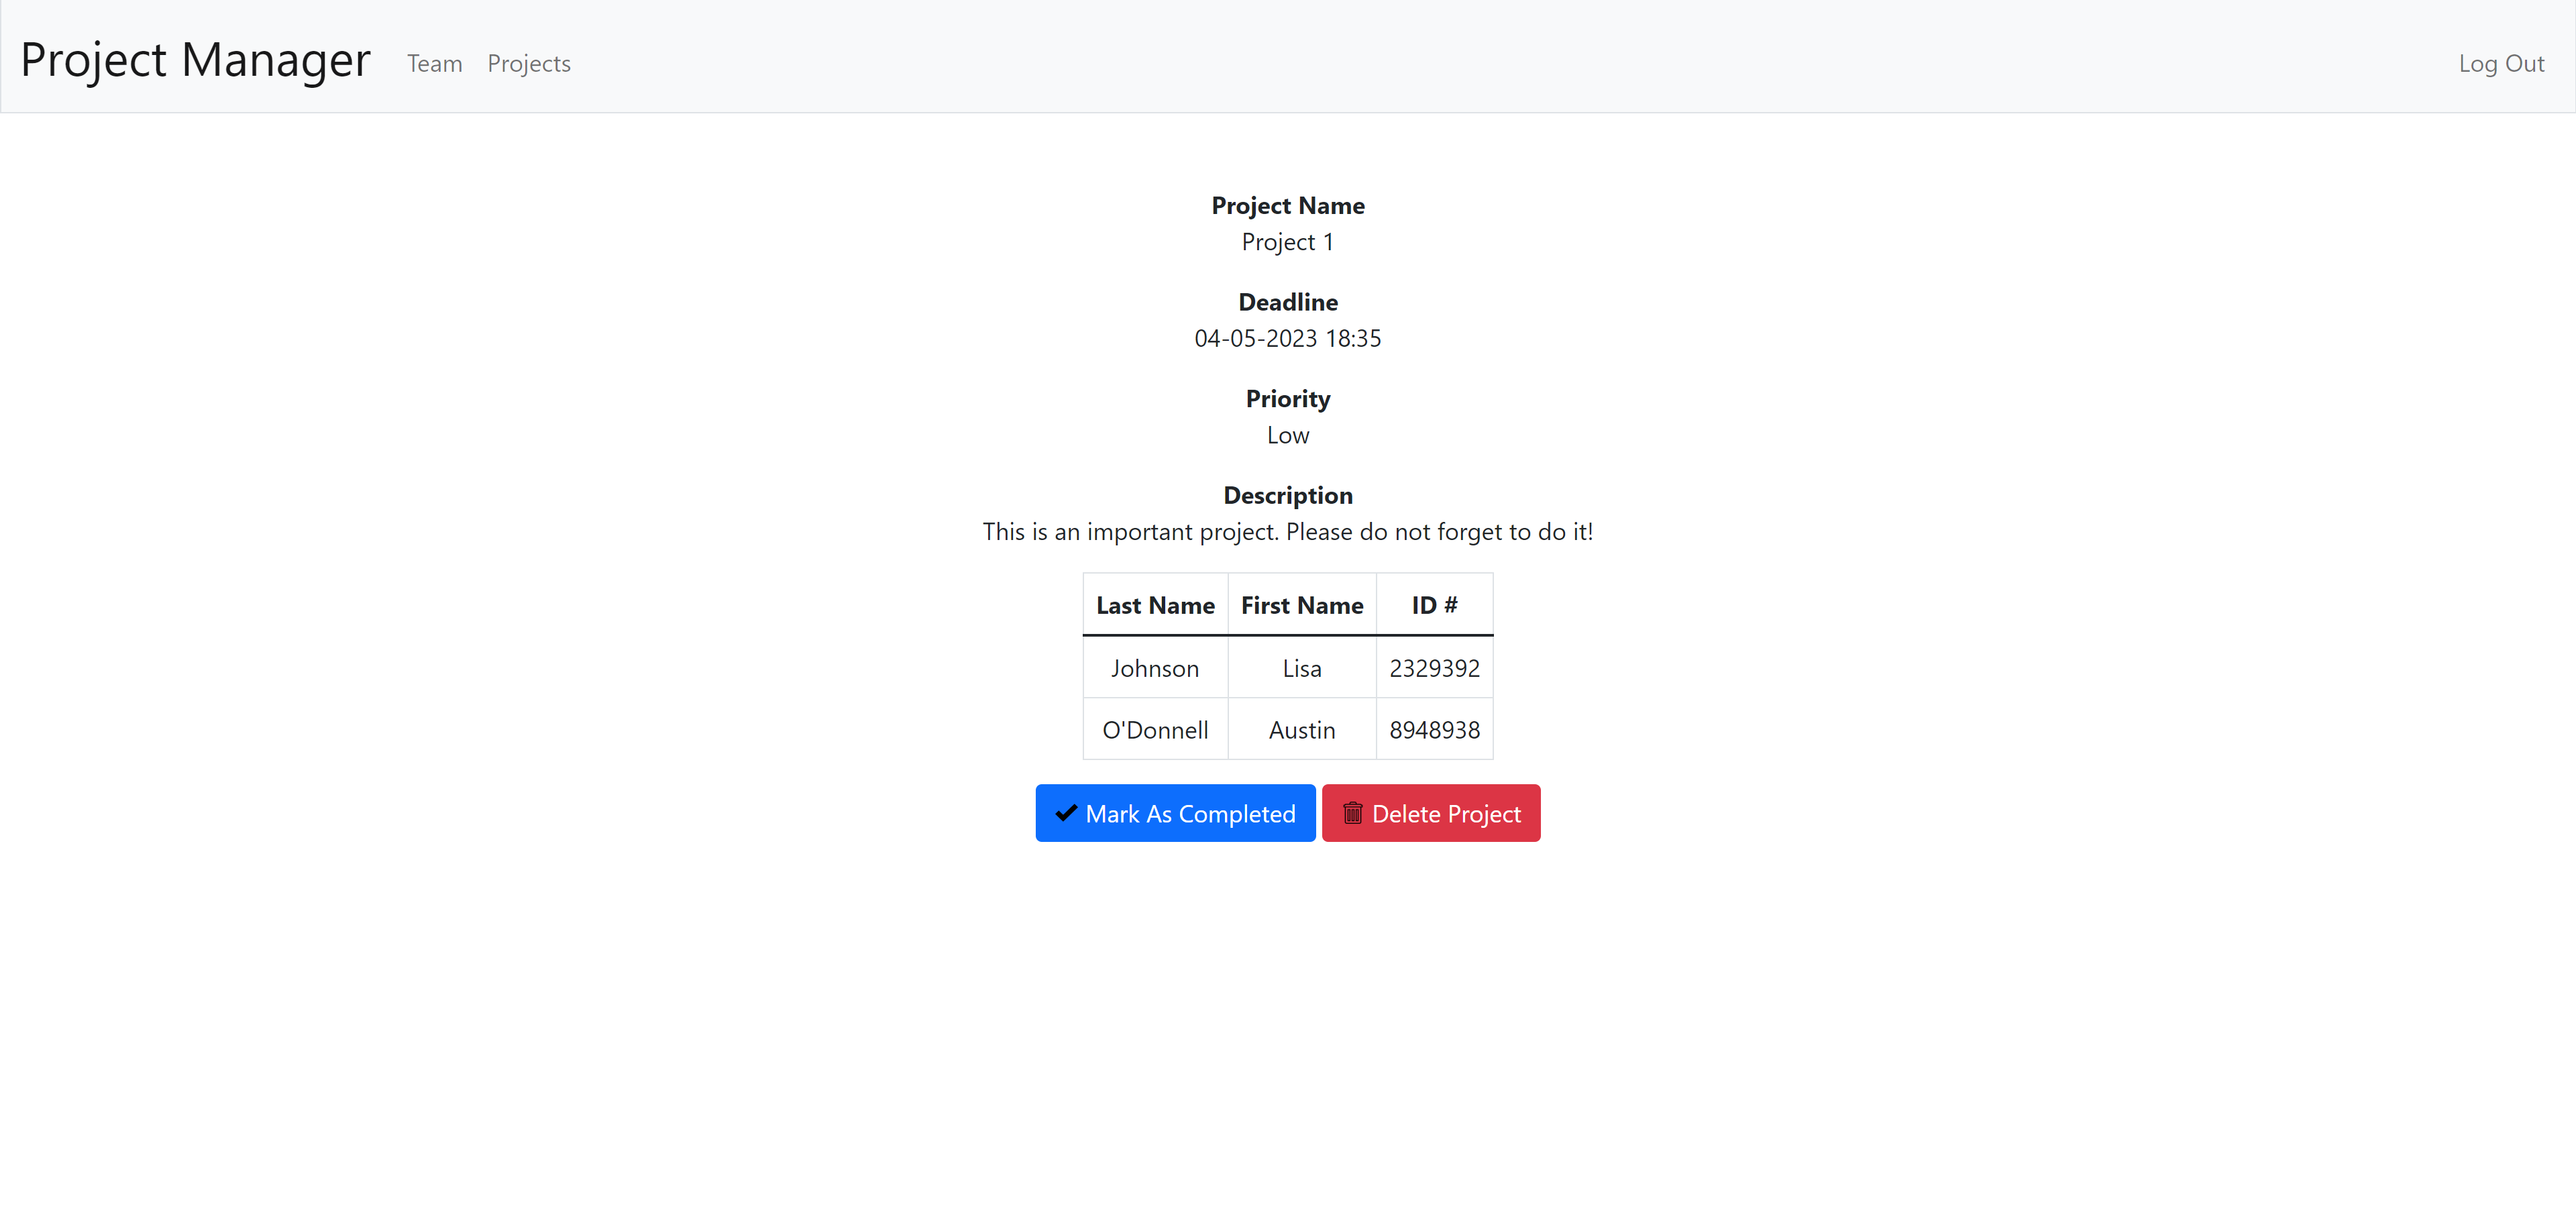 Project Manager Team Projects Log Out
Project Name
Project 1
Deadline
04-05-2023 18:35
Priority
Low
Description
This is an important project. Please do not forget to do it!
Last Name First Name ID #
Johnson Lisa 2329392
O'Donnell Austin 8948938
Mark As Completed Delete Project